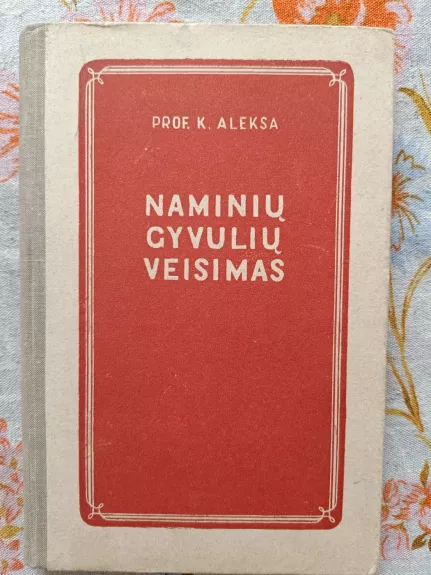 PROF. K. ALEKSA
NAMINIŲ
GYVULIŲ
VEISIMAS